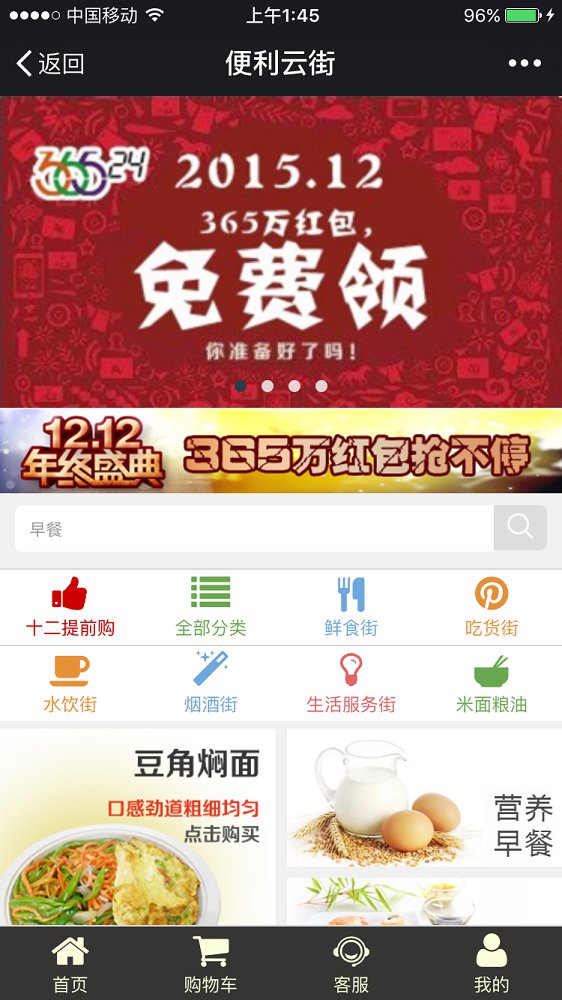 中国移动
上午1:45
96%
返回
便利云街
36524
2015.12
365万红包，
免费领
你准备好了吗！
12.12
年终盛典
365万红包抢不停
早餐
十二提前购
全部分类
鲜食街
吃货街
水饮街
烟酒街
生活服务街
米面粮油
豆角焖面
口感劲道粗细均匀
点击购买
营养
早餐
首页
购物车
客服
我的